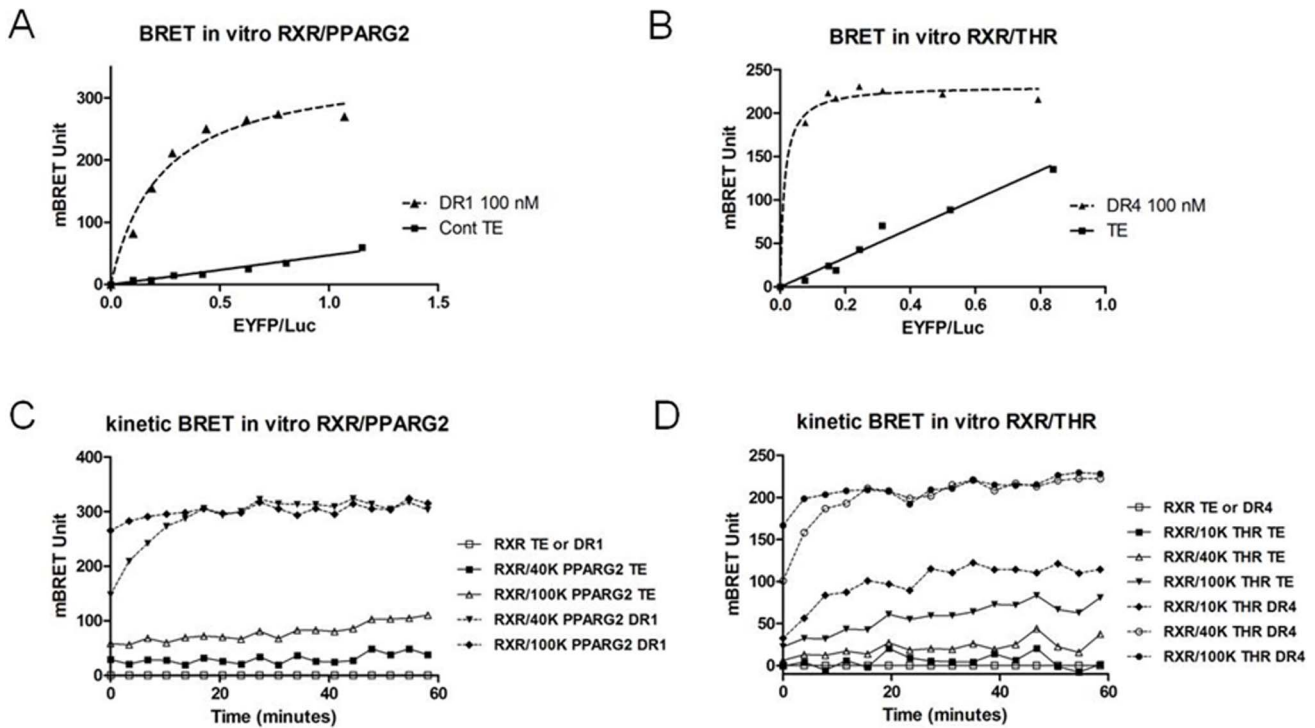 A
BRET in vitro RXR/PPARG2
mBRET Unit
300
200
100
0
0.0
0.5
1.0
1.5
EYFP/Luc
DR1 100 nM
Cont TE
B
BRET in vitro RXR/THR
mBRET Unit
250
200
150
100
50
0
0.0
0.2
0.4
0.6
0.8
1.0
EYFP/Luc
DR4 100 nM
TE
C
kinetic BRET in vitro RXR/PPARG2
mBRET Unit
400
300
200
100
0
0
20
40
60
Time (minutes)
RXR TE or DR1
RXR/40K PPARG2 TE
RXR/100K PPARG2 TE
RXR/40K PPARG2 DR1
RXR/100K PPARG2 DR1
D
kinetic BRET in vitro RXR/THR
mBRET Unit
250
200
150
100
50
0
0
20
40
60
Time (minutes)
RXR TE or DR4
RXR/10K THR TE
RXR/40K THR TE
RXR/100K THR TE
RXR/10K THR DR4
RXR/40K THR DR4
RXR/100K THR DR4